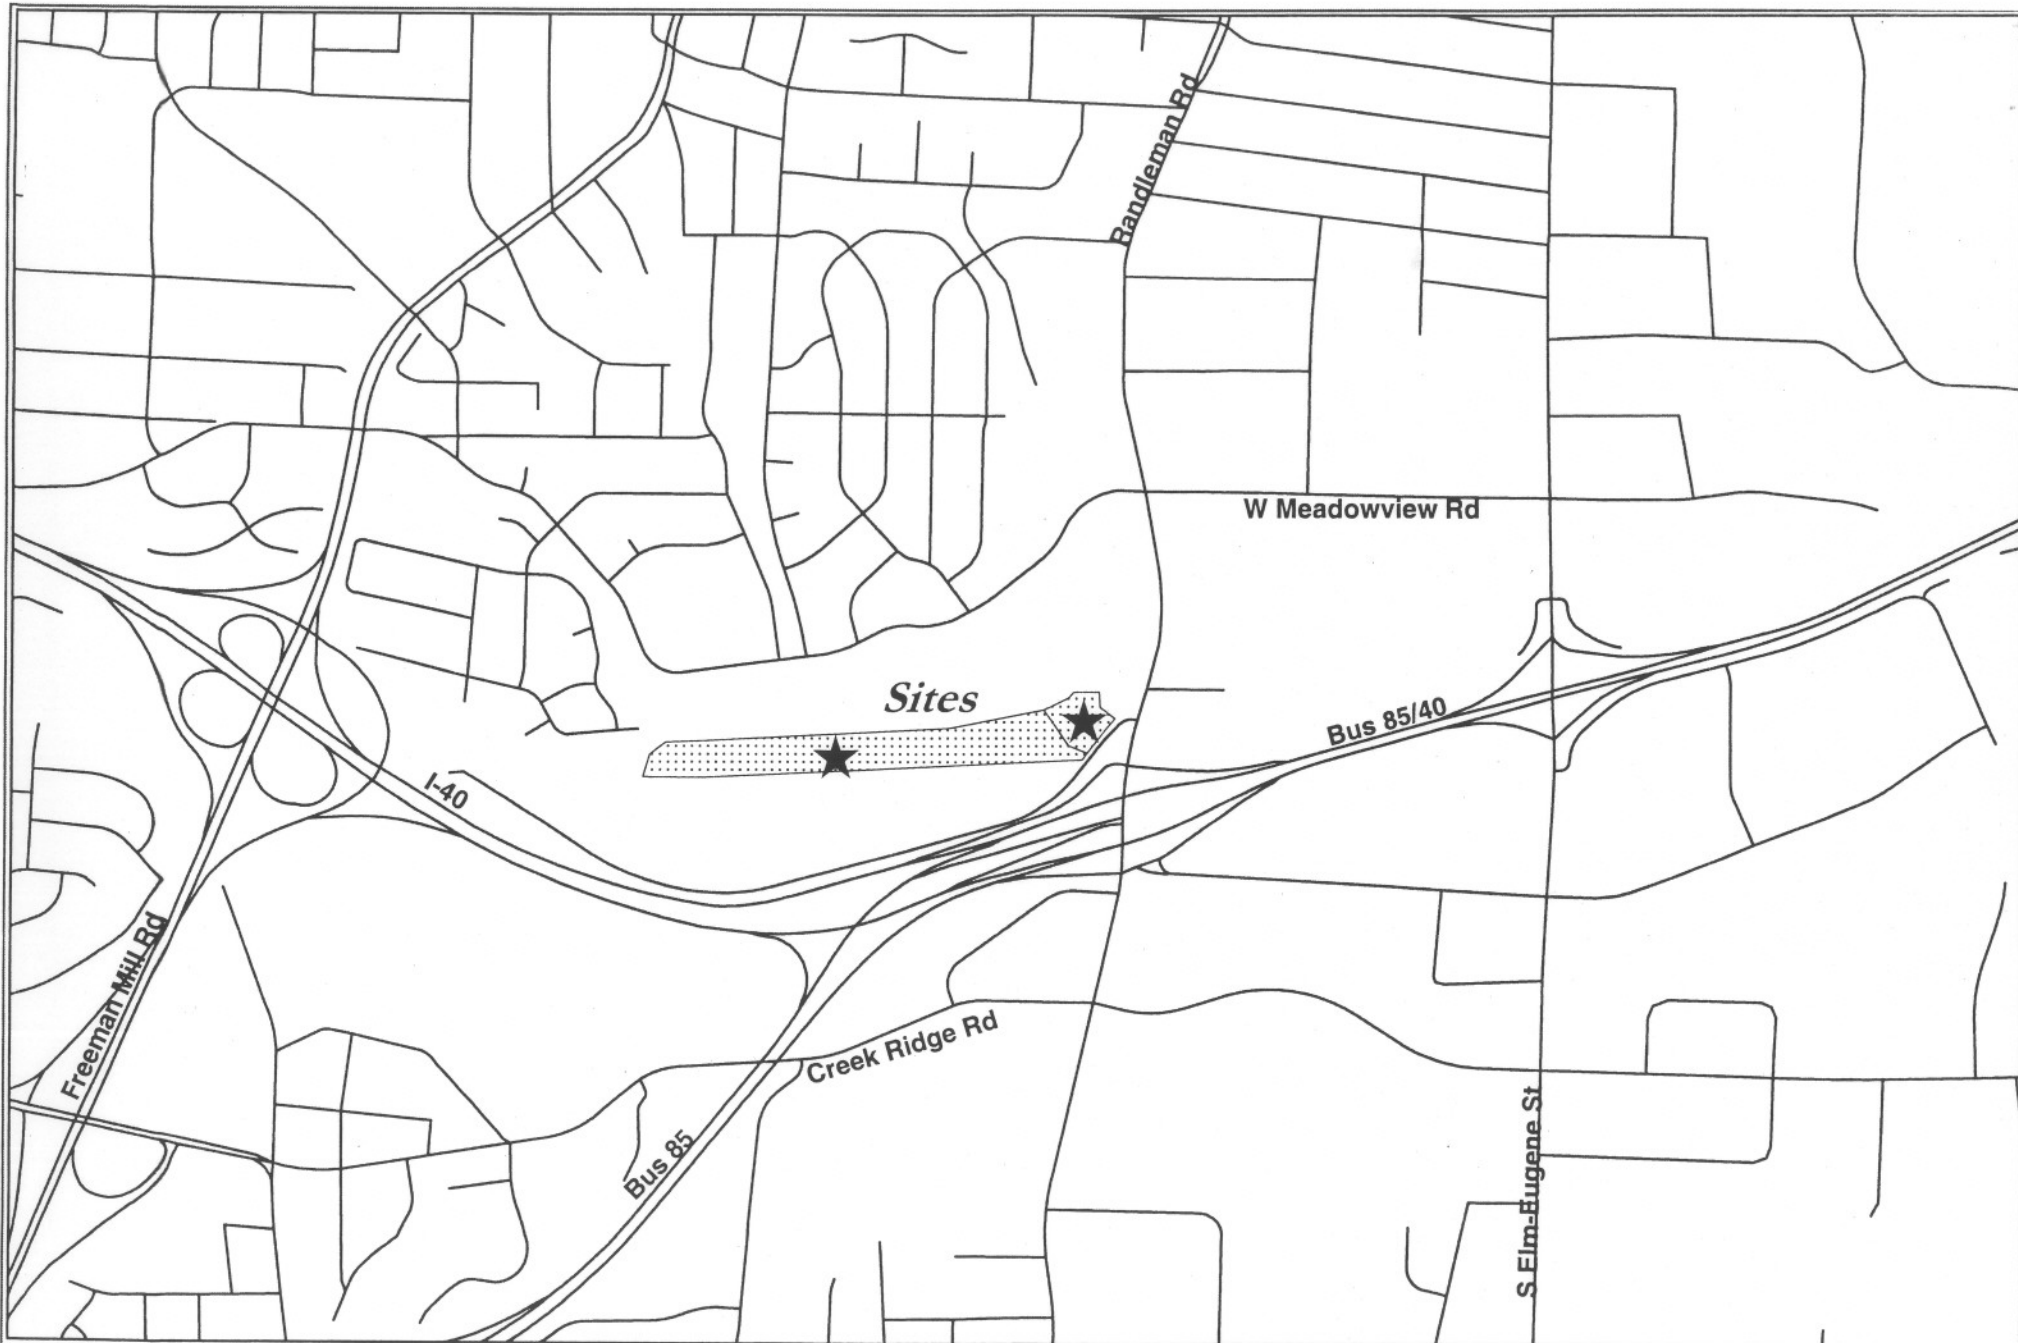 Randleman Rd
W Meadowview Rd
Sites
Bus 85/40
I-40
Freeman Mill Rd
Creek Ridge Rd
Bus 85
S Elm-Eugene St